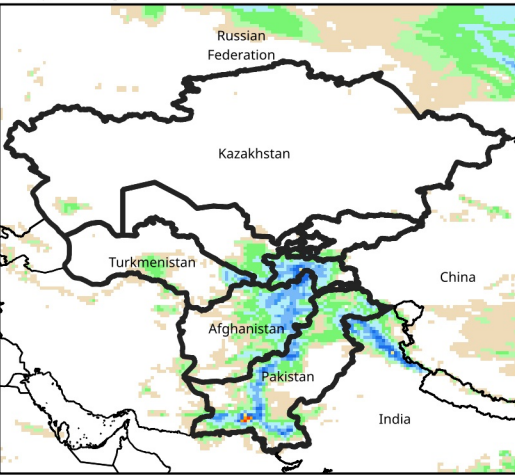 Russian
Federation
Kazakhstan
Turkmenistan
China
Afghanistan
Pakistan
India